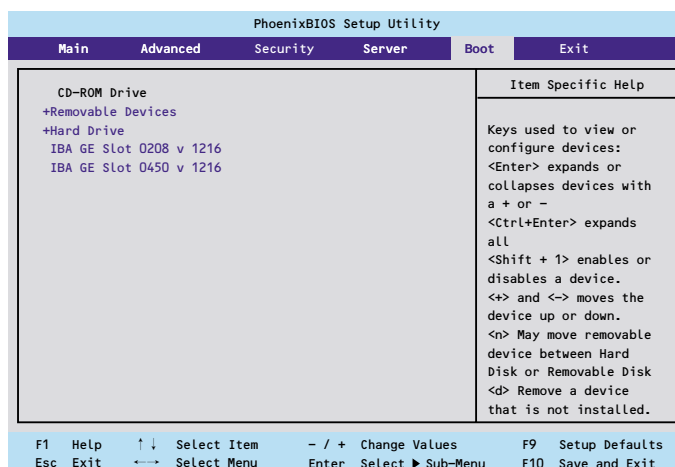 PhoenixBIOS Setup Utility
Main Advanced Security Server Boot Exit
CD-ROM Drive
+Removable Devices
+Hard Drive
IBA GE Slot 0208 v 1216
IBA GE Slot 0450 v 1216
Item Specific Help
Keys used to view or
configure devices:
<Enter> expands or
collapses devices with
a + or -
<Ctrl+Enter> expands
all
<Shift + 1> enables or
disables a device.
<+> and <-> moves the
device up or down.
<n> May move removable
device between Hard
Disk or Removable Disk
<d> Remove a device
that is not installed.
F1 Help ↑↓ Select Item - / + Change Values F9 Setup Defaults
Esc Exit ←→ Select Menu Enter Select ▶ Sub-Menu F10 Save and Exit